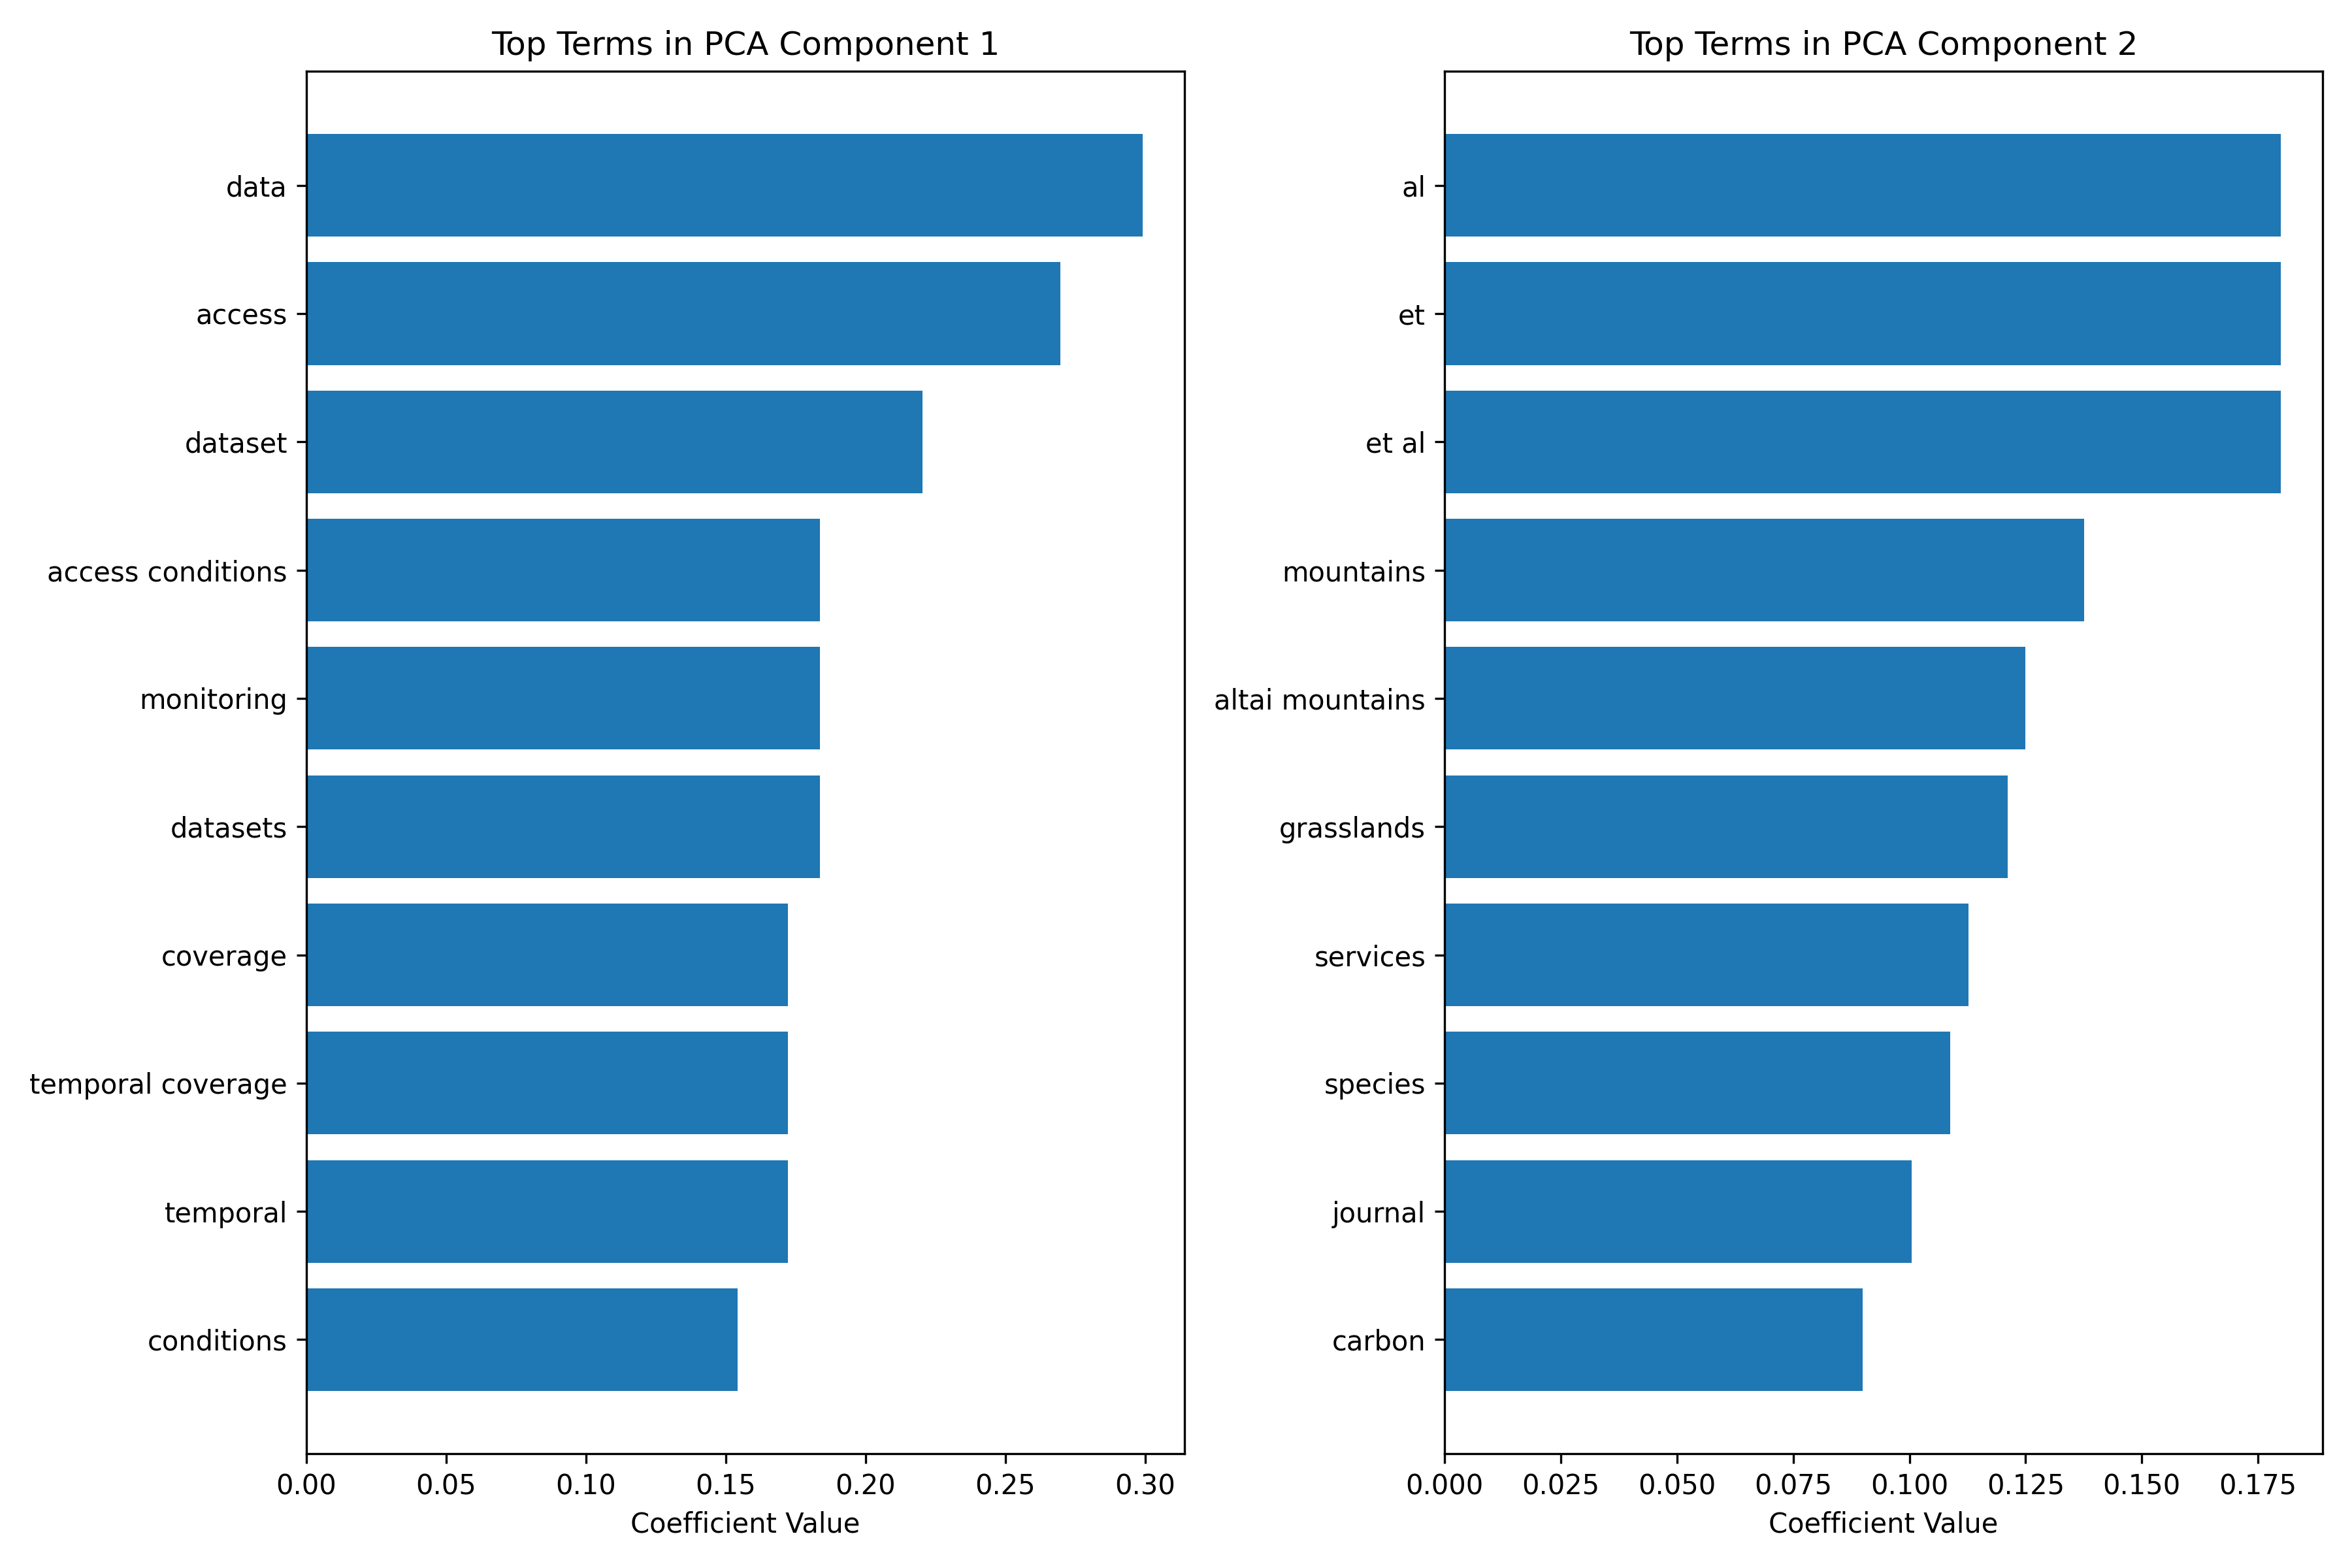 Top Terms in PCA Component 1
data
access
dataset
access conditions
monitoring
datasets
coverage
temporal coverage
temporal
conditions
0.00 0.05 0.10 0.15 0.20 0.25 0.30
Coefficient Value
Top Terms in PCA Component 2
al
et
et al
mountains
altai mountains
grasslands
services
species
journal
carbon
0.000 0.025 0.050 0.075 0.100 0.125 0.150 0.175
Coefficient Value